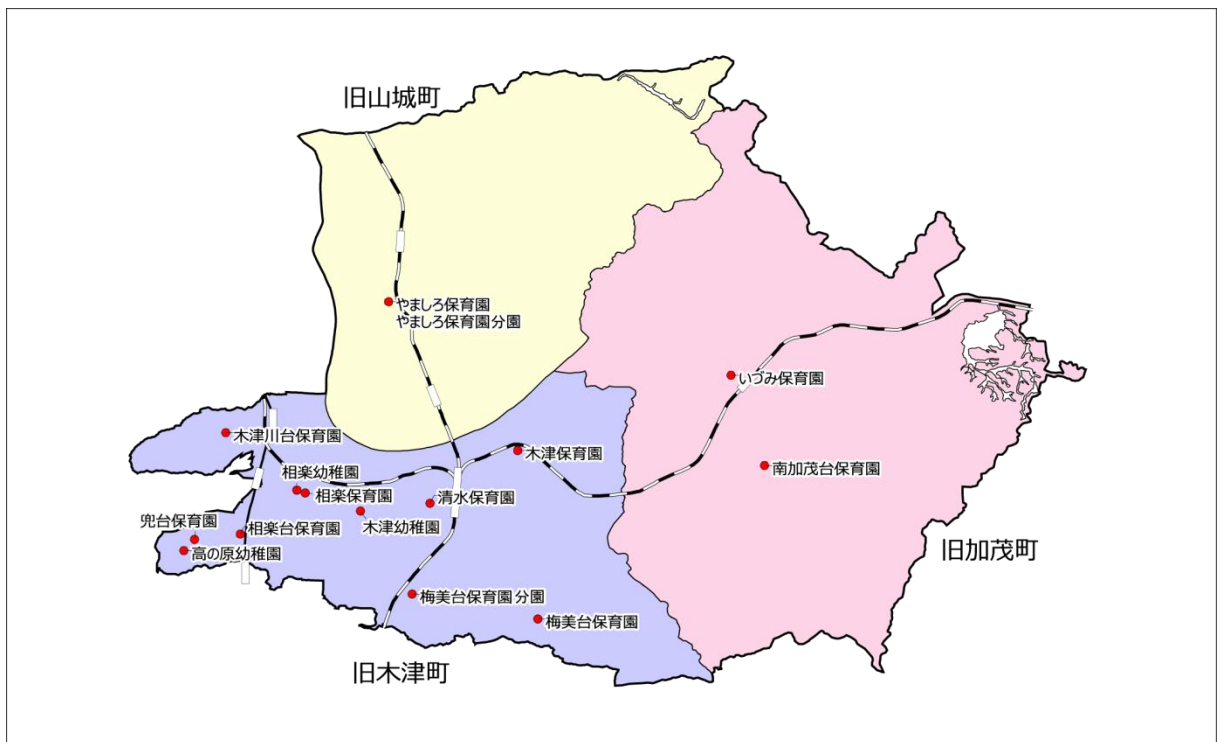 旧山城町
やましろ保育園
やましろ保育園分園
いづみ保育園
木津川台保育園
木津保育園
南加茂台保育園
相楽幼稚園
相楽保育園
清水保育園
木津幼稚園
兜台保育園
相楽台保育園
高の原幼稚園
旧加茂町
梅美台保育園分園
梅美台保育園
旧木津町